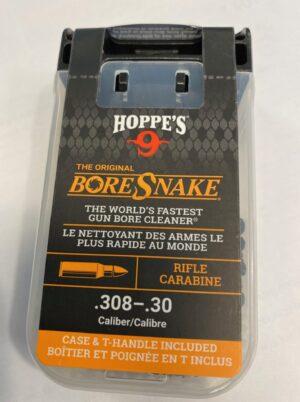 HOPPE'S
9
THE ORIGINAL
BORESNAKE®
THE WORLD'S FASTEST
GUN BORE CLEANER®
LE NETTOYANT DES ARMES LE
PLUS RAPIDE AU MONDE
RIFLE
CARABINE
.308–.30
Caliber/Calibre
CASE & T-HANDLE INCLUDED
BOÎTIER ET POIGNÉE EN T INCLUS